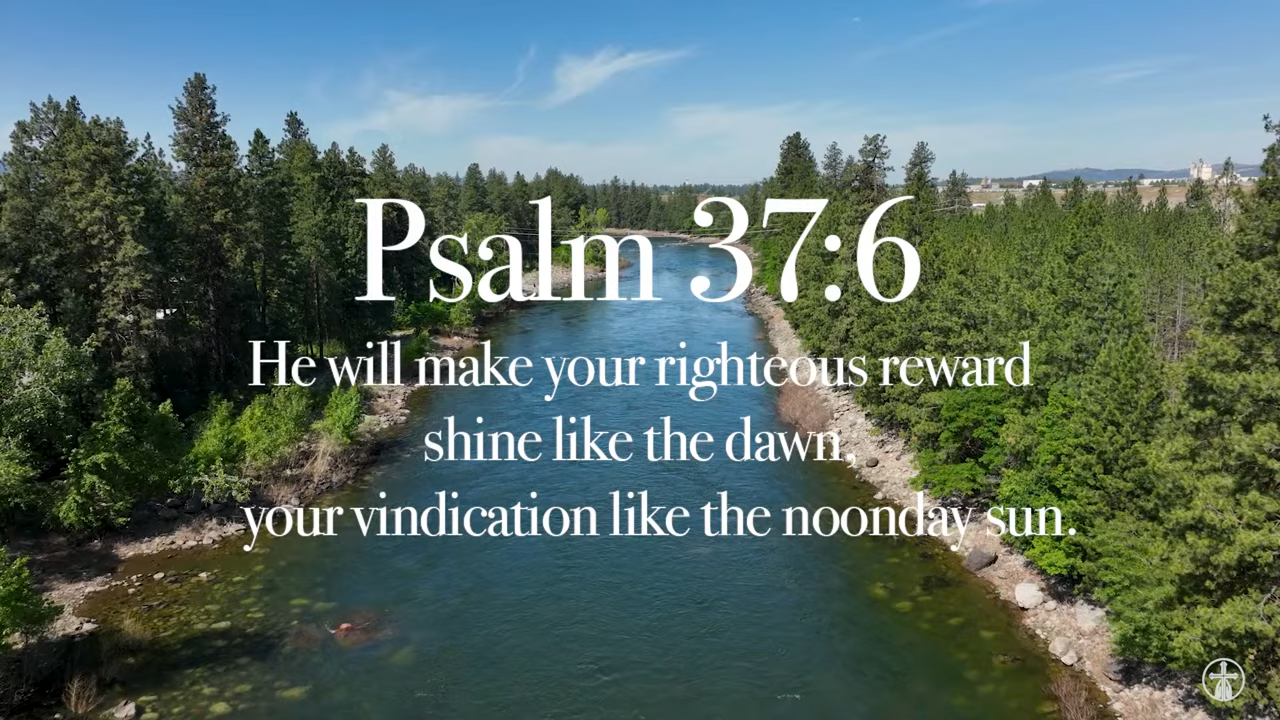 Psalm 37:6
He will make your righteous reward
shine like the dawn,
your vindication like the noonday sun.